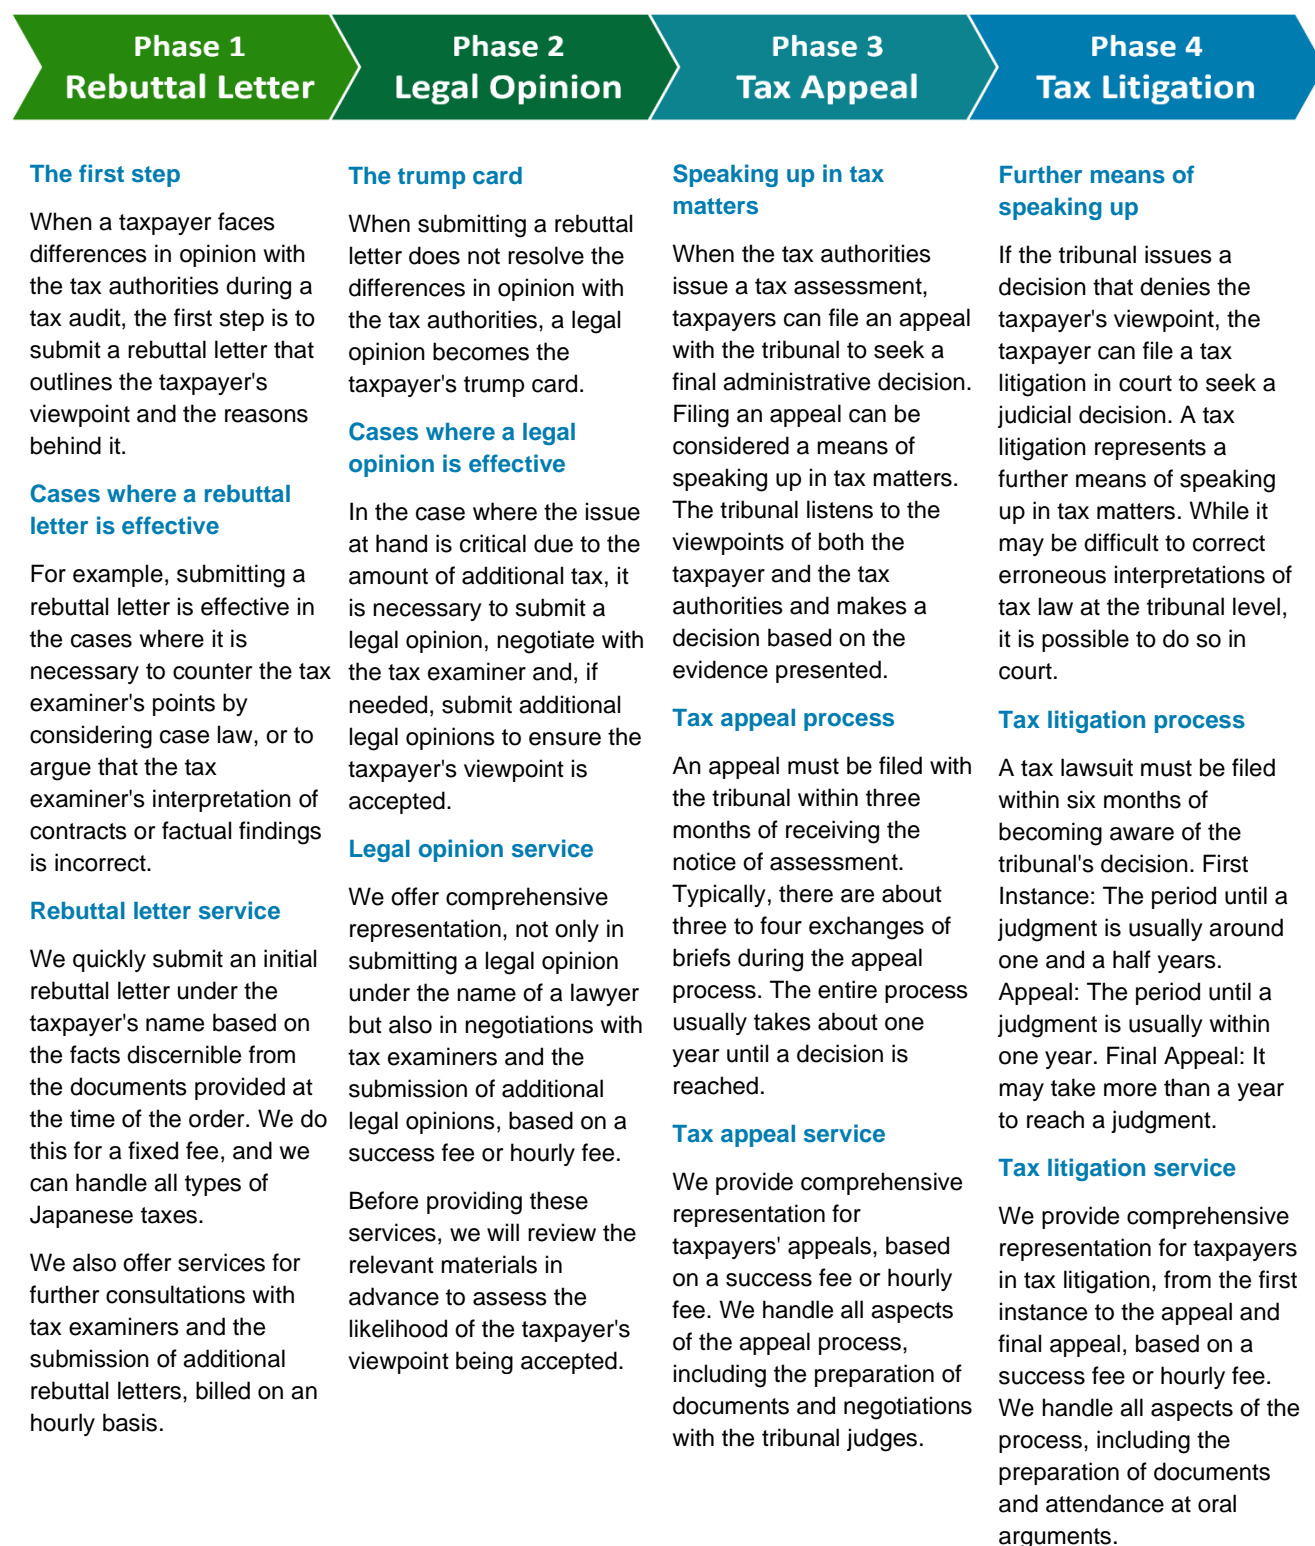 Phase 1
Rebuttal Letter
Phase 2
Legal Opinion
Phase 3
Tax Appeal
Phase 4
Tax Litigation
The first step
When a taxpayer faces
differences in opinion with
the tax authorities during a
tax audit, the first step is to
submit a rebuttal letter that
outlines the taxpayer's
viewpoint and the reasons
behind it.
Cases where a rebuttal
letter is effective
For example, submitting a
rebuttal letter is effective in
the cases where it is
necessary to counter the tax
examiner's points by
considering case law, or to
argue that the tax
examiner's interpretation of
contracts or factual findings
is incorrect.
Rebuttal letter service
We quickly submit an initial
rebuttal letter under the
taxpayer's name based on
the facts discernible from
the documents provided at
the time of the order. We do
this for a fixed fee, and we
can handle all types of
Japanese taxes.
We also offer services for
further consultations with
tax examiners and the
submission of additional
rebuttal letters, billed on an
hourly basis.
The trump card
When submitting a rebuttal
letter does not resolve the
differences in opinion with
the tax authorities, a legal
opinion becomes the
taxpayer's trump card.
Cases where a legal
opinion is effective
In the case where the issue
at hand is critical due to the
amount of additional tax, it
is necessary to submit a
legal opinion, negotiate with
the tax examiner and, if
needed, submit additional
legal opinions to ensure the
taxpayer's viewpoint is
accepted.
Legal opinion service
We offer comprehensive
representation, not only in
submitting a legal opinion
under the name of a lawyer
but also in negotiations with
tax examiners and the
submission of additional
legal opinions, based on a
success fee or hourly fee.
Before providing these
services, we will review the
relevant materials in
advance to assess the
likelihood of the taxpayer's
viewpoint being accepted.
Speaking up in tax
matters
When the tax authorities
issue a tax assessment,
taxpayers can file an appeal
with the tribunal to seek a
final administrative decision.
Filing an appeal can be
considered a means of
speaking up in tax matters.
The tribunal listens to the
viewpoints of both the
taxpayer and the tax
authorities and makes a
decision based on the
evidence presented.
Tax appeal process
An appeal must be filed with
the tribunal within three
months of receiving the
notice of assessment.
Typically, there are about
three to four exchanges of
briefs during the appeal
process. The entire process
usually takes about one
year until a decision is
reached.
Tax appeal service
We provide comprehensive
representation for
taxpayers' appeals, based
on a success fee or hourly
fee. We handle all aspects
of the appeal process,
including the preparation of
documents and negotiations
with the tribunal judges.
Further means of
speaking up
If the tribunal issues a
decision that denies the
taxpayer's viewpoint, the
taxpayer can file a tax
litigation in court to seek a
judicial decision. A tax
litigation represents a
further means of speaking
up in tax matters. While it
may be difficult to correct
erroneous interpretations of
tax law at the tribunal level,
it is possible to do so in
court.
Tax litigation process
A tax lawsuit must be filed
within six months of
becoming aware of the
tribunal's decision. First
Instance: The period until a
judgment is usually around
one and a half years.
Appeal: The period until a
judgment is usually within
one year. Final Appeal: It
may take more than a year
to reach a judgment.
Tax litigation service
We provide comprehensive
representation for taxpayers
in tax litigation, from the first
instance to the appeal and
final appeal, based on a
success fee or hourly fee.
We handle all aspects of the
process, including the
preparation of documents
and attendance at oral
arguments.